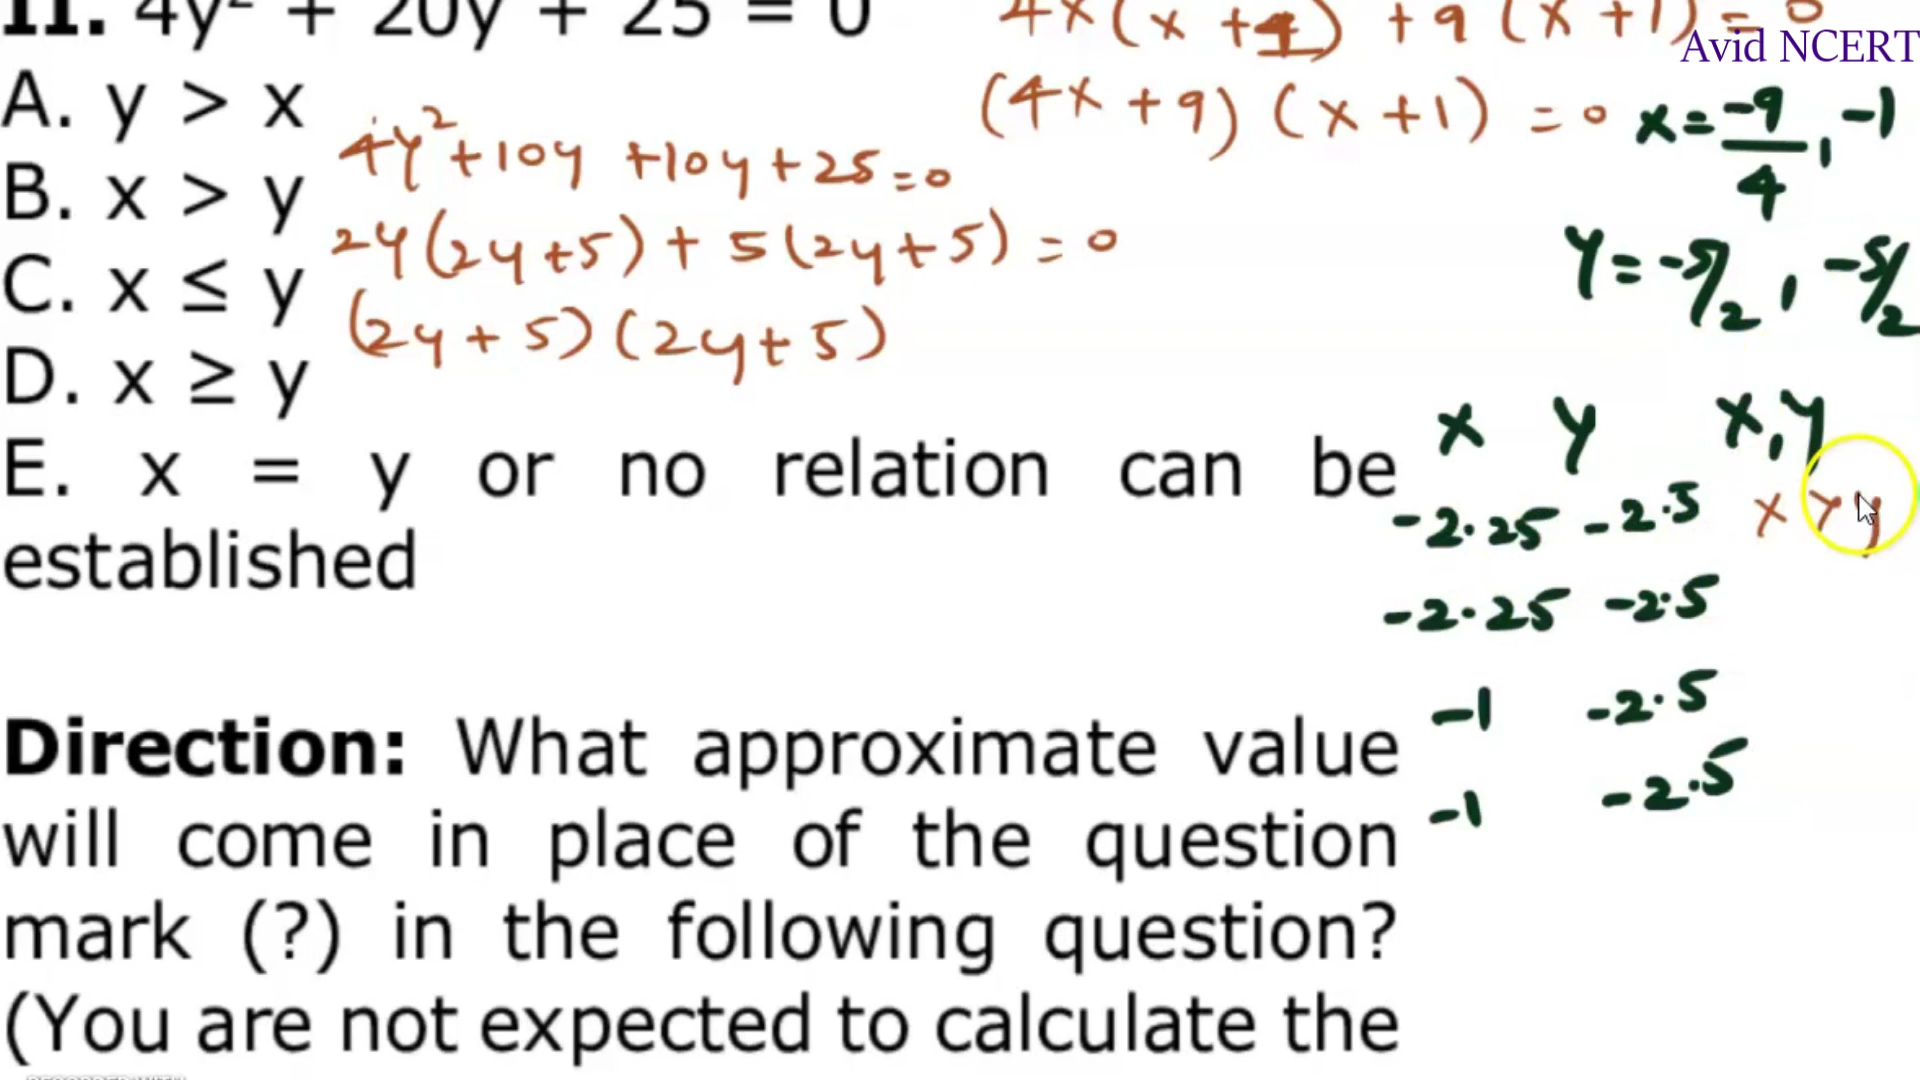 II. 4y² + 20y + 25 = 0
4x(x+1) + 9(x+1) = 0
Avid NCERT
A. y > x
(4x+9)(x+1) = 0
x = -9/4, -1
4y²+10y +10y+25=0
B. x > y
2y(2y+5) + 5(2y+5) = 0
y = -5/2, -5/2
C. x ≤ y
(2y+5)(2y+5)
D. x ≥ y
x y x,y
E. x = y or no relation can be
established
-2.25 -2.5 x > y
-2.25 -2.5
-1 -2.5
-1 -2.5
Direction: What approximate value
will come in place of the question
mark (?) in the following question?
(You are not expected to calculate the